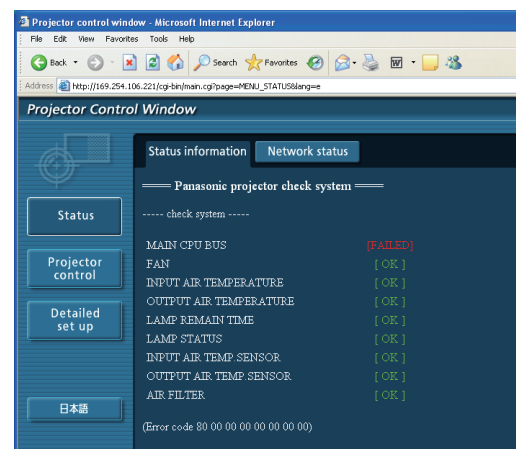 Projector control window - Microsoft Internet Explorer
File Edit View Favorites Tools Help
Back Search Favorites
Address http://169.254.106.221/cgi-bin/main.cgi?page=MENU_STATUS&lang=e
Projector Control Window
Status information Network status
Panasonic projector check system
Status
----- check system -----
MAIN CPU BUS [FAILED]
Projector control
FAN [ OK ]
INPUT AIR TEMPERATURE [ OK ]
OUTPUT AIR TEMPERATURE [ OK ]
Detailed set up
LAMP REMAIN TIME [ OK ]
LAMP STATUS [ OK ]
INPUT AIR TEMP.SENSOR [ OK ]
OUTPUT AIR TEMP.SENSOR [ OK ]
AIR FILTER [ OK ]
日本語
(Error code 80 00 00 00 00 00 00 00)